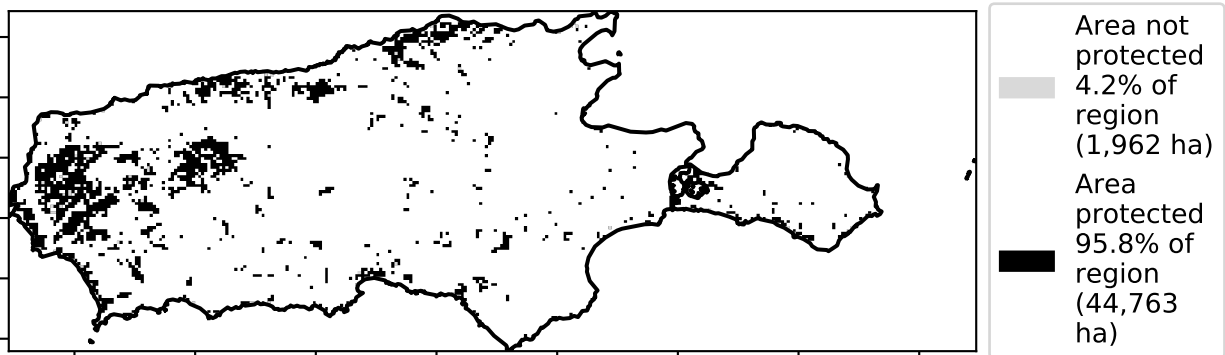 Area not
protected
4.2% of
region
(1,962 ha)
Area
protected
95.8% of
region
(44,763
ha)